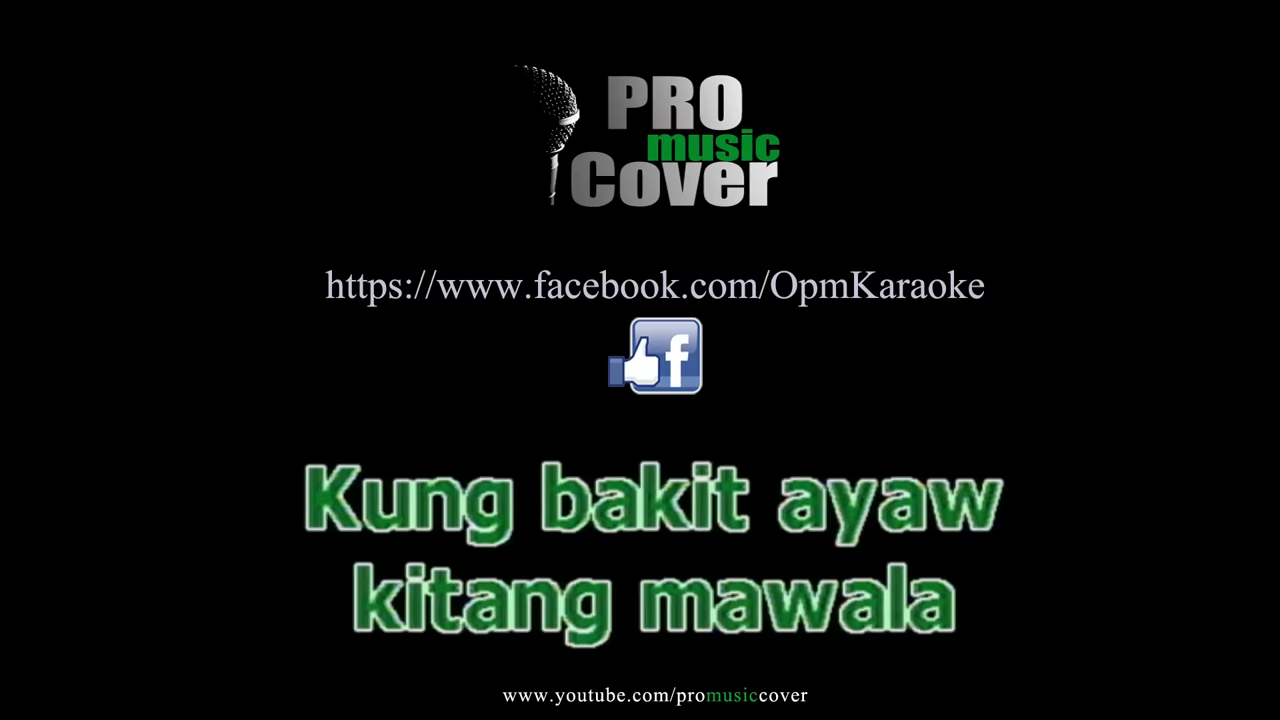 PRO
music
Cover
https://www.facebook.com/OpmKaraoke
f
Kung bakit ayaw
kitang mawala
www.youtube.com/promusiccover